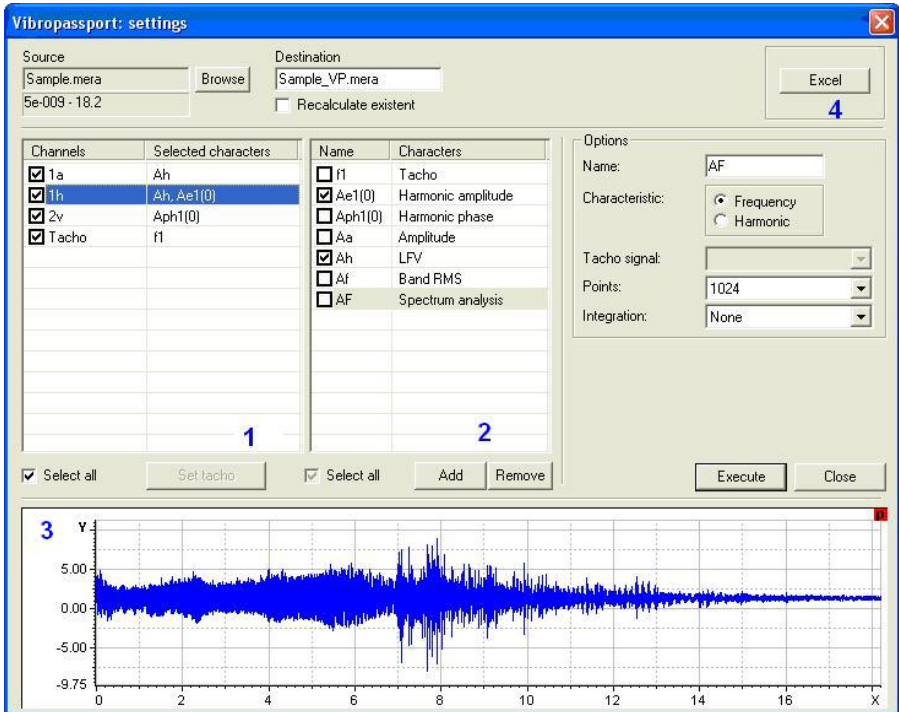 Vibropassport: settings
Source
Destination
Sample.mera
Browse
Sample_VP.mera
Excel
5e-009 - 18.2
Recalculate existent
4
Channels Selected characters
1a Ah
1h Ah, Ae1(0)
2v Aph1(0)
Tacho f1
1
Name Characters
f1 Tacho
Ae1(0) Harmonic amplitude
Aph1(0) Harmonic phase
Aa Amplitude
Ah LFV
Af Band RMS
AF Spectrum analysis
2
Options
Name: AF
Characteristic: Frequency
Harmonic
Tacho signal:
Points: 1024
Integration: None
Select all Set tacho Select all Add Remove Execute Close
3
Y
p
5.00
0.00
-5.00
-9.75
0 2 4 6 8 10 12 14 16 X